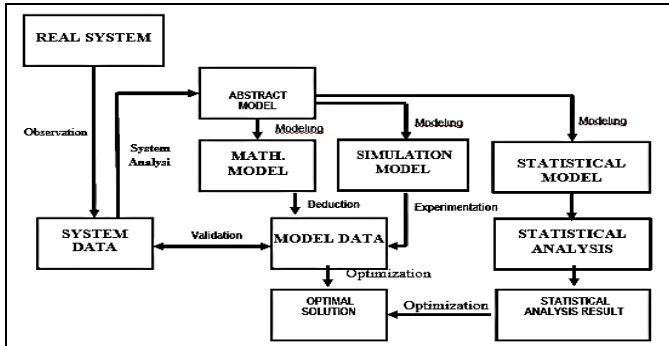 REAL SYSTEM
ABSTRACT
MODEL
Observation
System
Analysi
Modeling
Modeling
Modeling
MATH.
MODEL
SIMULATION
MODEL
STATISTICAL
MODEL
Deduction
Experimentation
SYSTEM
DATA
Validation
MODEL DATA
STATISTICAL
ANALYSIS
Optimization
OPTIMAL
SOLUTION
Optimization
STATISTICAL
ANALYSIS RESULT